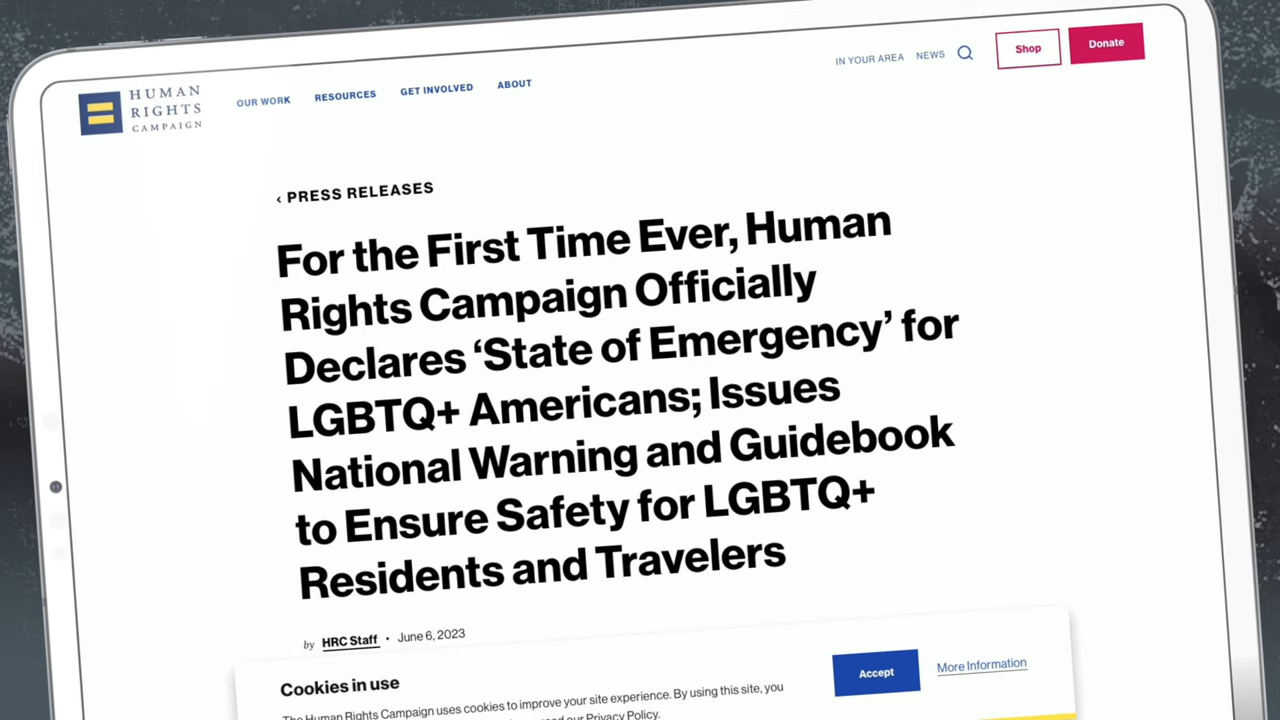 HUMAN
RIGHTS
CAMPAIGN
OUR WORK RESOURCES GET INVOLVED ABOUT
IN YOUR AREA NEWS
Shop
Donate
‹ PRESS RELEASES
For the First Time Ever, Human
Rights Campaign Officially
Declares ‘State of Emergency’ for
LGBTQ+ Americans; Issues
National Warning and Guidebook
to Ensure Safety for LGBTQ+
Residents and Travelers
by HRC Staff · June 6, 2023
Cookies in use
The Human Rights Campaign uses cookies to improve your site experience. By using this site, you
our Privacy Policy.
Accept
More Information